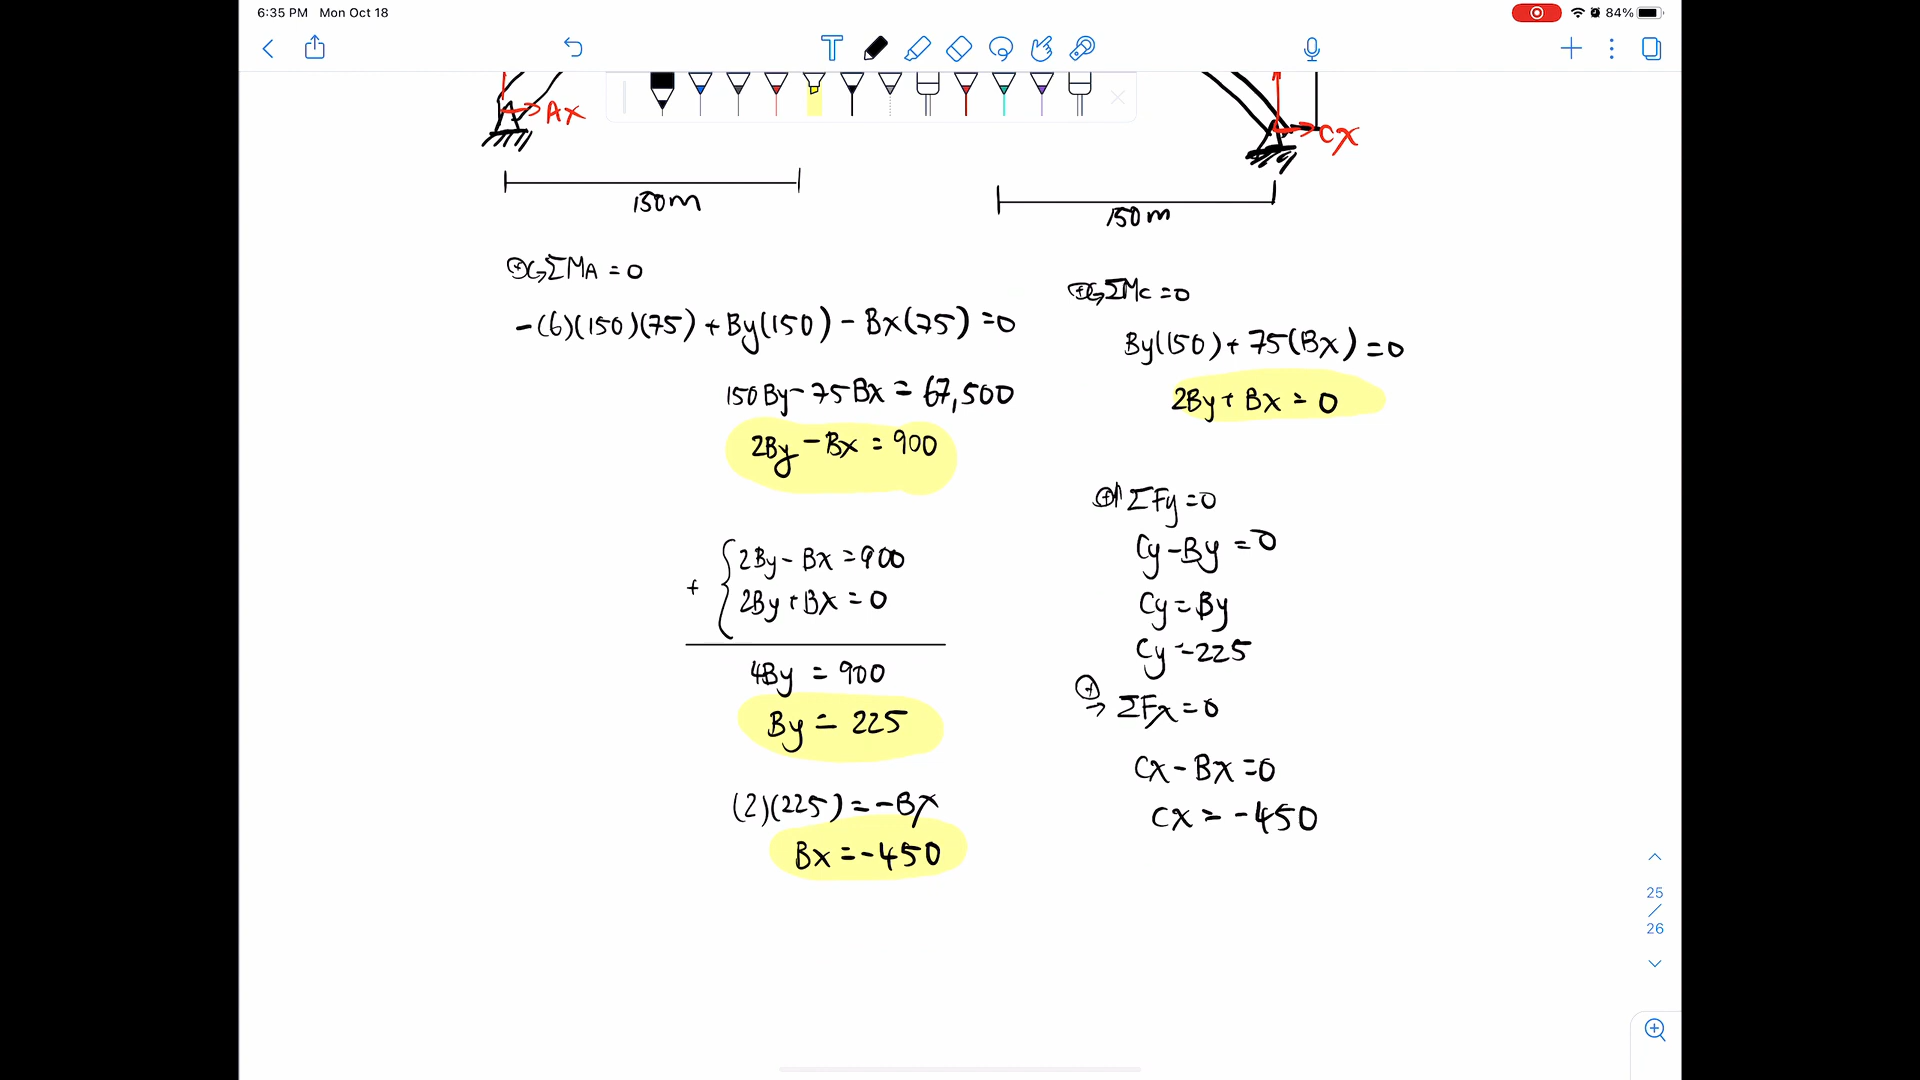 6:35 PM Mon Oct 18
84%
T
Ax
Cx
150m
150m
+ ΣMA = 0
-(6)(150)(75) + By(150) - Bx(75) = 0
150By - 75Bx = 67,500
2By - Bx = 900
+ { 2By - Bx = 900
2By + Bx = 0
4By = 900
By = 225
(2)(225) = -Bx
Bx = -450
+ ΣMc = 0
By(150) + 75(Bx) = 0
2By + Bx = 0
+↑ ΣFy = 0
Cy - By = 0
Cy = By
Cy = 225
+
→ ΣFx = 0
Cx - Bx = 0
Cx = -450
25
/
26